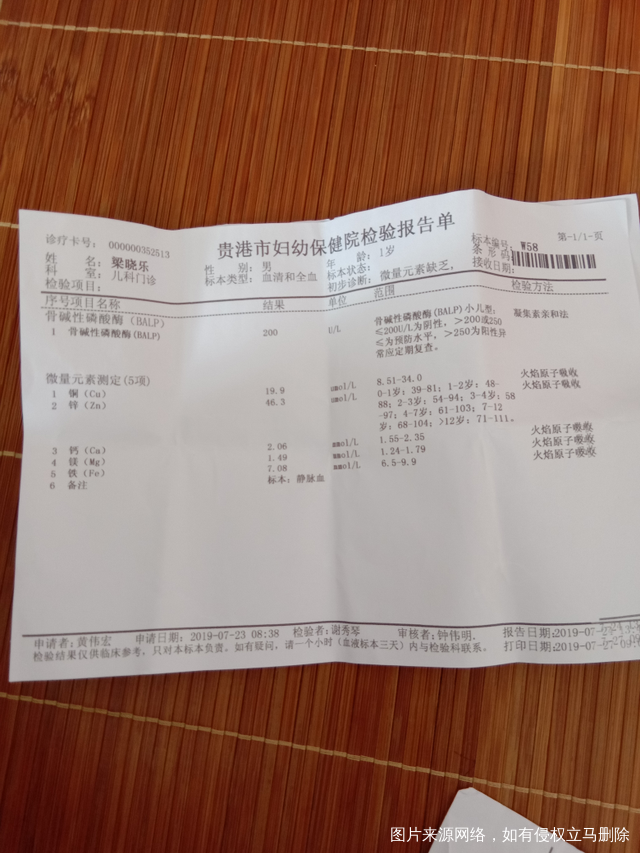 贵港市妇幼保健院检验报告单
诊疗卡号： 000000352513
标本编号： W58 第-1/1-页
姓 名： 梁晓乐 性 别： 男 年 龄： 1岁 条形码
科 室： 儿科门诊 标本类型： 血清和全血 标本状态： 接收日期：
检验项目： 初步诊断： 微量元素缺乏，
序号项目名称 结果 单位 范围 检验方法
骨碱性磷酸酶（BALP）
1 骨碱性磷酸酶(BALP) 200 U/L 骨碱性磷酸酶(BALP)小儿型： 凝集素亲和法
≤200U/L为阴性，>200或250
≤为预防水平，>250为阳性异
常应定期复查。
微量元素测定(5项)
1 铜（Cu） 19.9 umol/L 8.51-34.0 火焰原子吸收
2 锌（Zn） 46.3 umol/L 0-1岁：39-81；1-2岁：48- 火焰原子吸收
88；2-3岁：54-94；3-4岁：58
-97；4-7岁：61-103；7-12
岁：68-104；>12岁：71-111。
3 钙（Ca） 2.06 mmol/L 1.55-2.35 火焰原子吸收
4 镁（Mg） 1.49 mmol/L 1.24-1.79 火焰原子吸收
5 铁（Fe） 7.08 mmol/L 6.5-9.9 火焰原子吸收
6 备注 标本：静脉血
申请者：黄伟宏 申请日期：2019-07-23 08:38 检验者：谢秀琴 审核者：钟伟明. 报告日期：2019-07-
检验结果仅供临床参考，只对本标本负责。如有疑问，请一个小时（血液标本三天）内与检验科联系。 打印日期：2019-07-27
图片来源网络，如有侵权立马删除